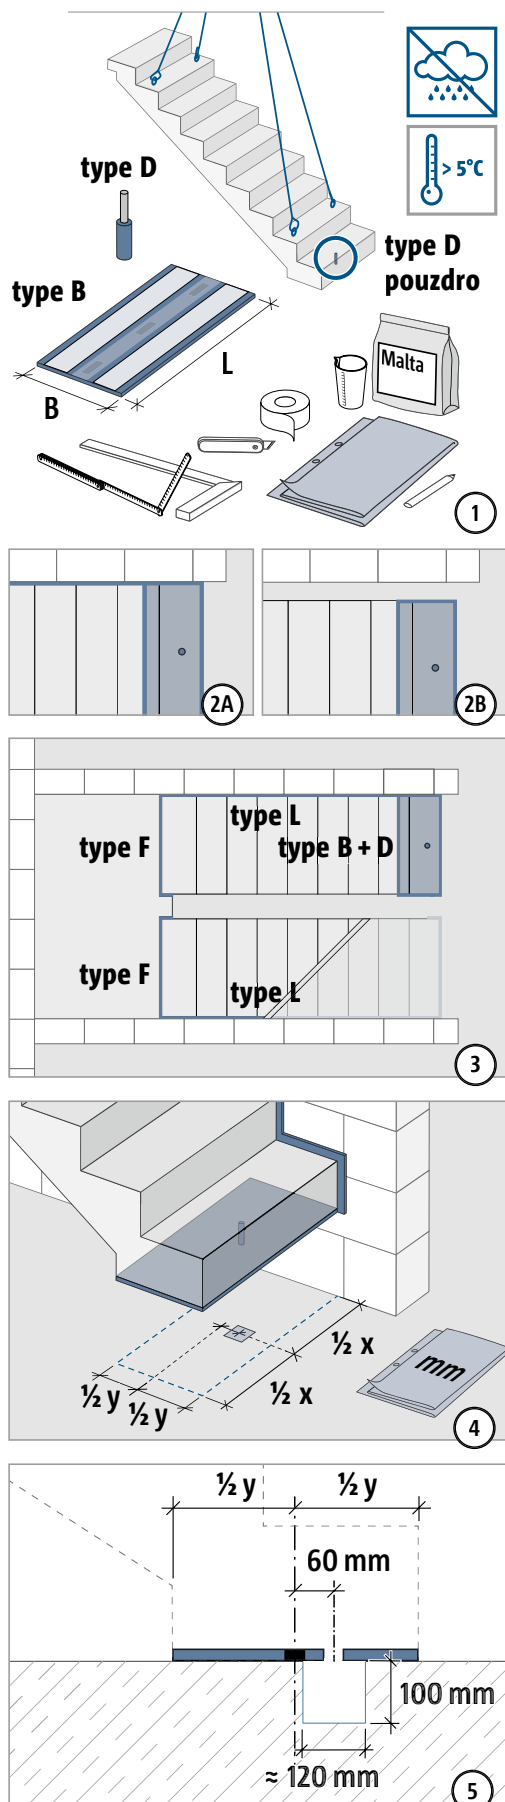 > 5°C
type D
type D
pouzdro
type B
L
B
Malta
1
2A
2B
type L
type F
type B + D
type F
type L
3
½ x
½ x
½ y
½ y
mm
4
½ y
½ y
60 mm
100 mm
≈ 120 mm
5